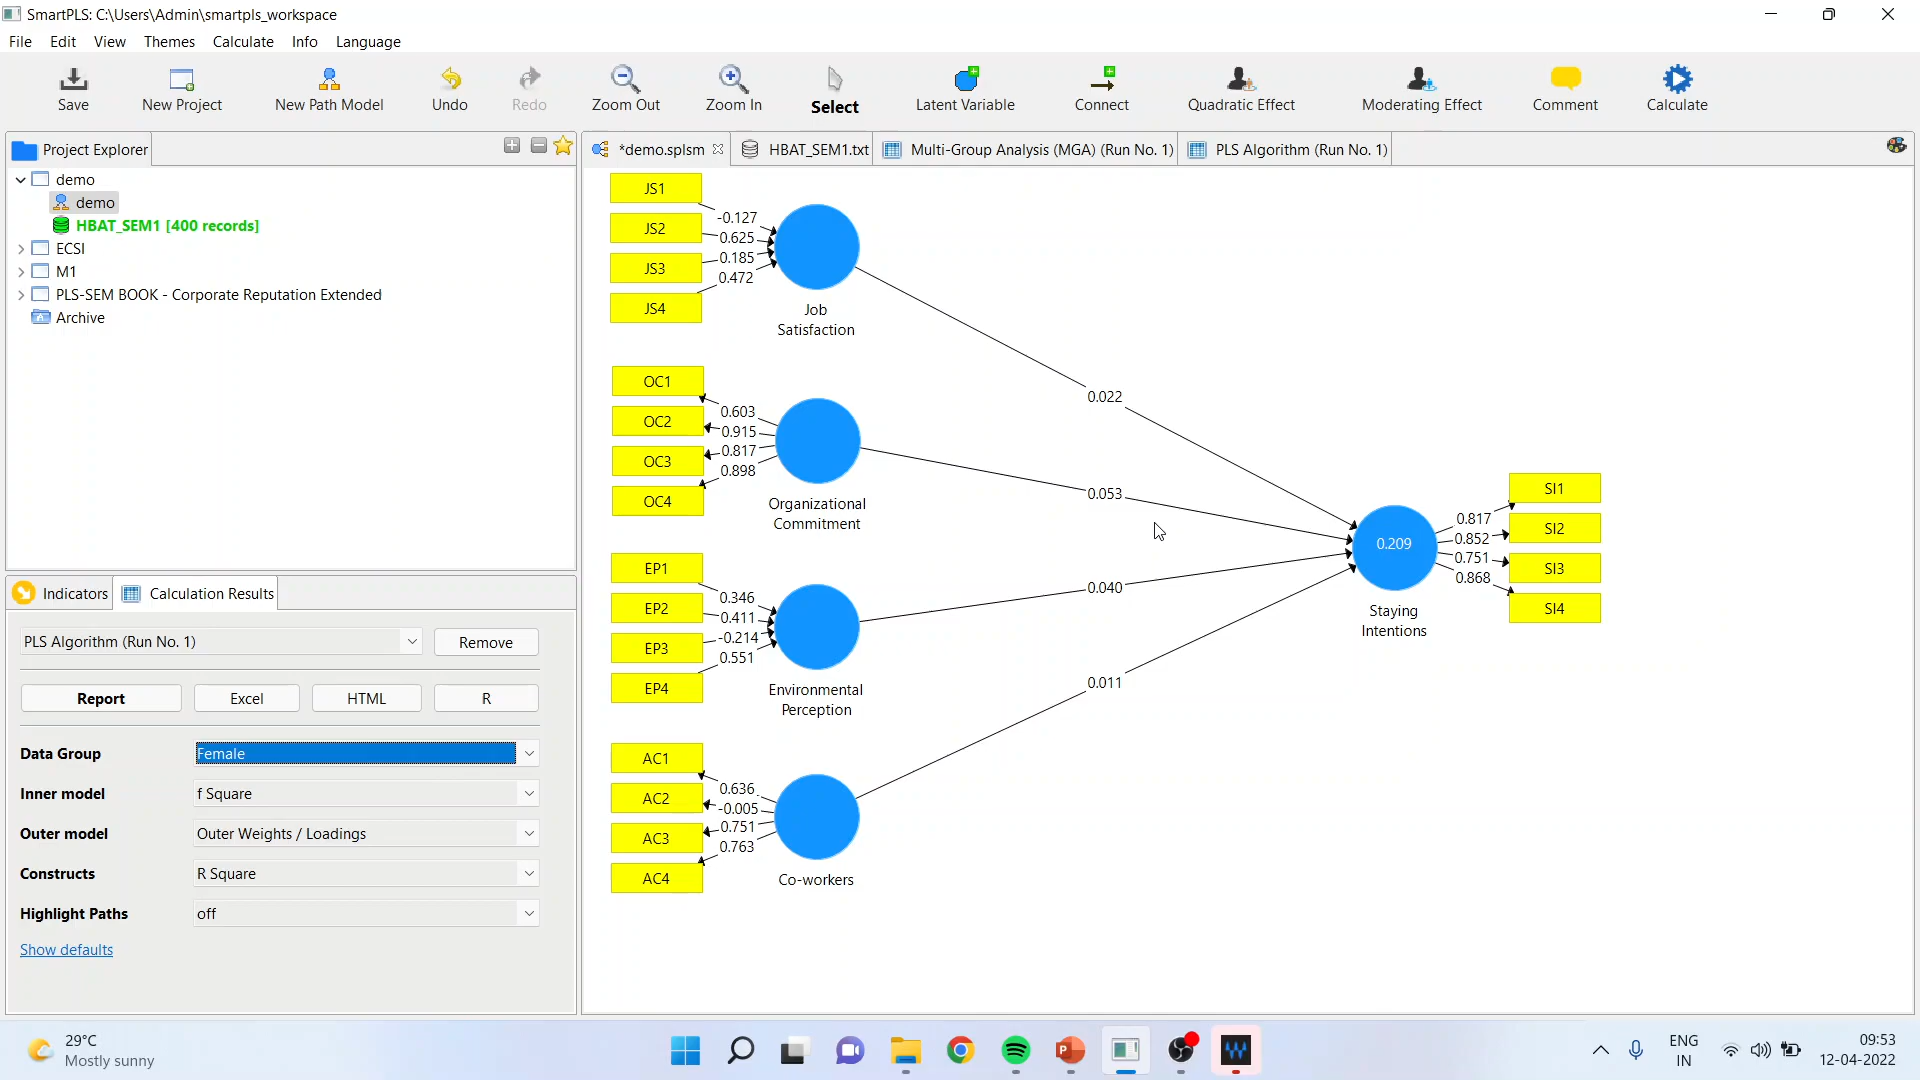 SmartPLS: C:\Users\Admin\smartpls_workspace
File Edit View Themes Calculate Info Language
Save New Project New Path Model Undo Redo Zoom Out Zoom In Select Latent Variable Connect Quadratic Effect Moderating Effect Comment Calculate
Project Explorer
demo
demo
HBAT_SEM1 [400 records]
ECSI
M1
PLS-SEM BOOK - Corporate Reputation Extended
Archive
Indicators Calculation Results
PLS Algorithm (Run No. 1) Remove
Report Excel HTML R
Data Group Female
Inner model f Square
Outer model Outer Weights / Loadings
Constructs R Square
Highlight Paths off
Show defaults
*demo.splsm HBAT_SEM1.txt Multi-Group Analysis (MGA) (Run No. 1) PLS Algorithm (Run No. 1)
JS1
-0.127
JS2
0.625
0.185
JS3
0.472
JS4
Job
Satisfaction
0.022
OC1
0.603
OC2
0.915
0.817
OC3
0.898
OC4
Organizational
Commitment
0.053
EP1
0.346
EP2
0.411
-0.214
EP3
0.551
EP4
Environmental
Perception
0.040
AC1
0.636
AC2
-0.005
0.751
AC3
0.763
AC4
Co-workers
0.011
0.209
Staying
Intentions
SI1
0.817
SI2
0.852
0.751
SI3
0.868
SI4
29°C
Mostly sunny
ENG
IN
09:53
12-04-2022